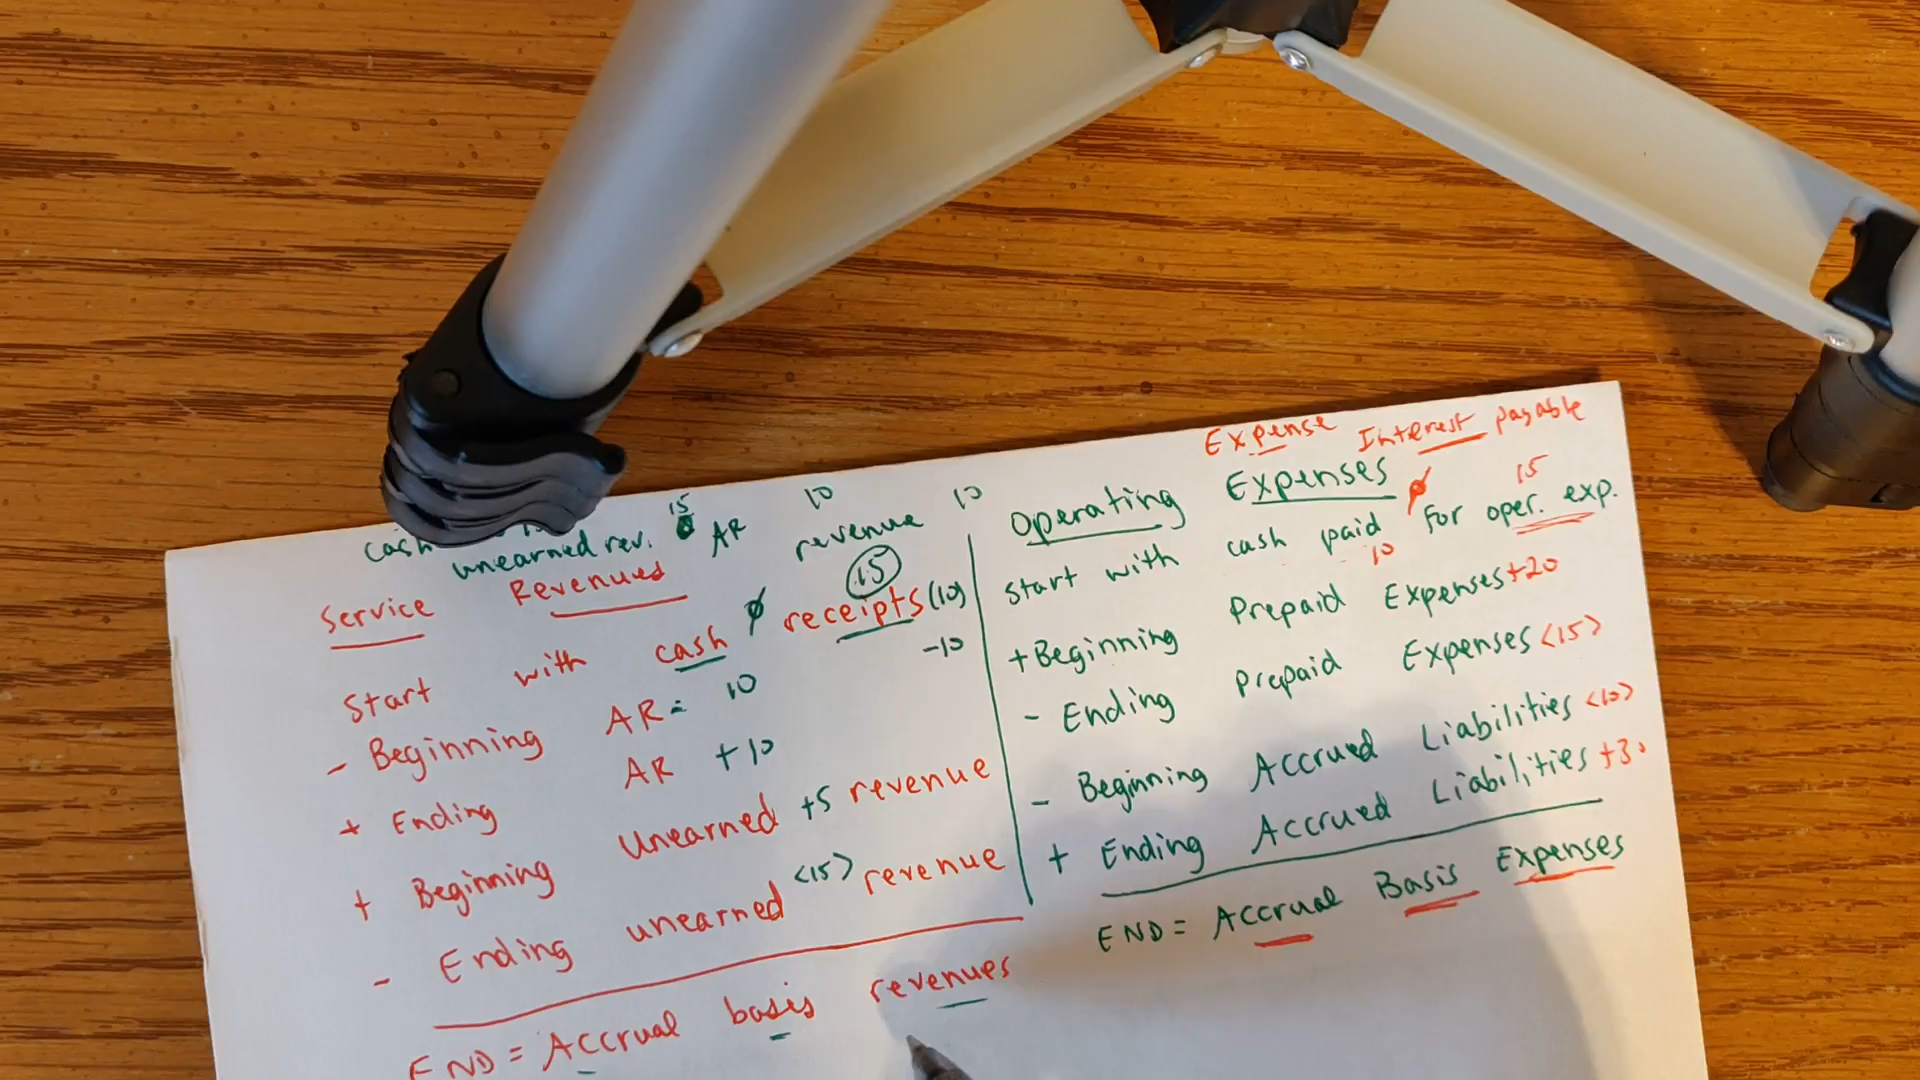 cash
unearned rev. 15 AR 10 revenue 10
Service Revenues
Start with cash receipts (10)
15
-10
- Beginning AR = 10
+ Ending AR +10
+ Beginning Unearned +5 revenue
- Ending unearned <15> revenue
END = Accrual basis revenues
Expense Interest payable
Operating Expenses
15
Start with cash paid for oper. exp.
10
+ Beginning Prepaid Expenses +20
- Ending Prepaid Expenses <15>
- Beginning Accrued Liabilities <10>
+ Ending Accrued Liabilities +30
END = Accrual Basis Expenses